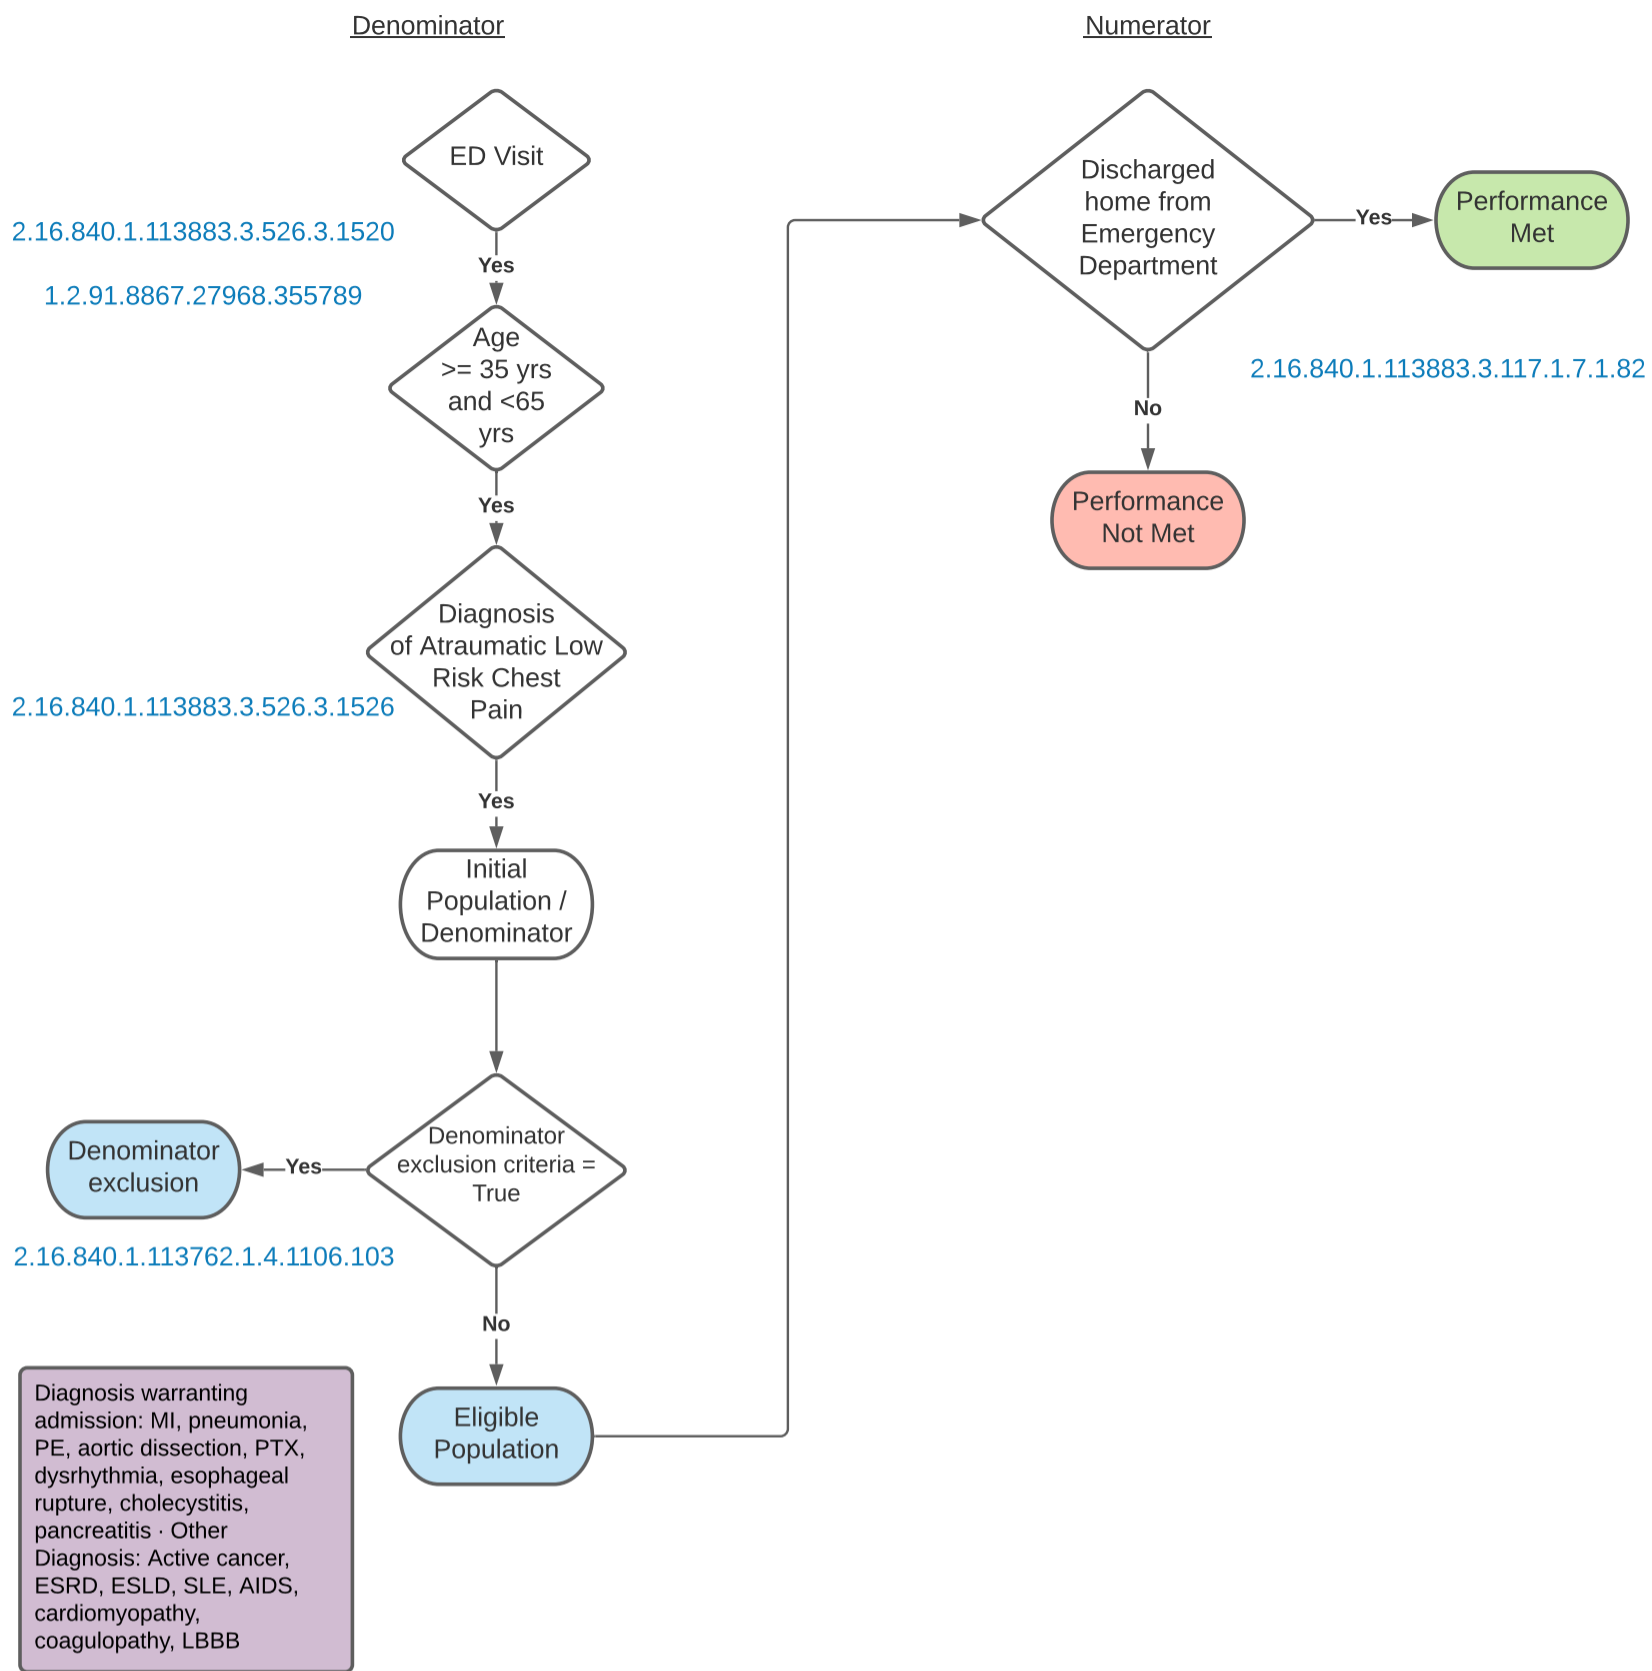 Denominator
ED Visit
2.16.840.1.113883.3.526.3.1520
Yes
1.2.91.8867.27968.355789
Age
>= 35 yrs
and <65
yrs
Yes
Diagnosis
of Atraumatic Low
Risk Chest
Pain
2.16.840.1.113883.3.526.3.1526
Yes
Initial
Population /
Denominator
Denominator
exclusion criteria =
True
Yes
Denominator
exclusion
2.16.840.1.113762.1.4.1106.103
No
Eligible
Population
Diagnosis warranting
admission: MI, pneumonia,
PE, aortic dissection, PTX,
dysrhythmia, esophageal
rupture, cholecystitis,
pancreatitis · Other
Diagnosis: Active cancer,
ESRD, ESLD, SLE, AIDS,
cardiomyopathy,
coagulopathy, LBBB
Numerator
Discharged
home from
Emergency
Department
Yes
Performance
Met
2.16.840.1.113883.3.117.1.7.1.82
No
Performance
Not Met